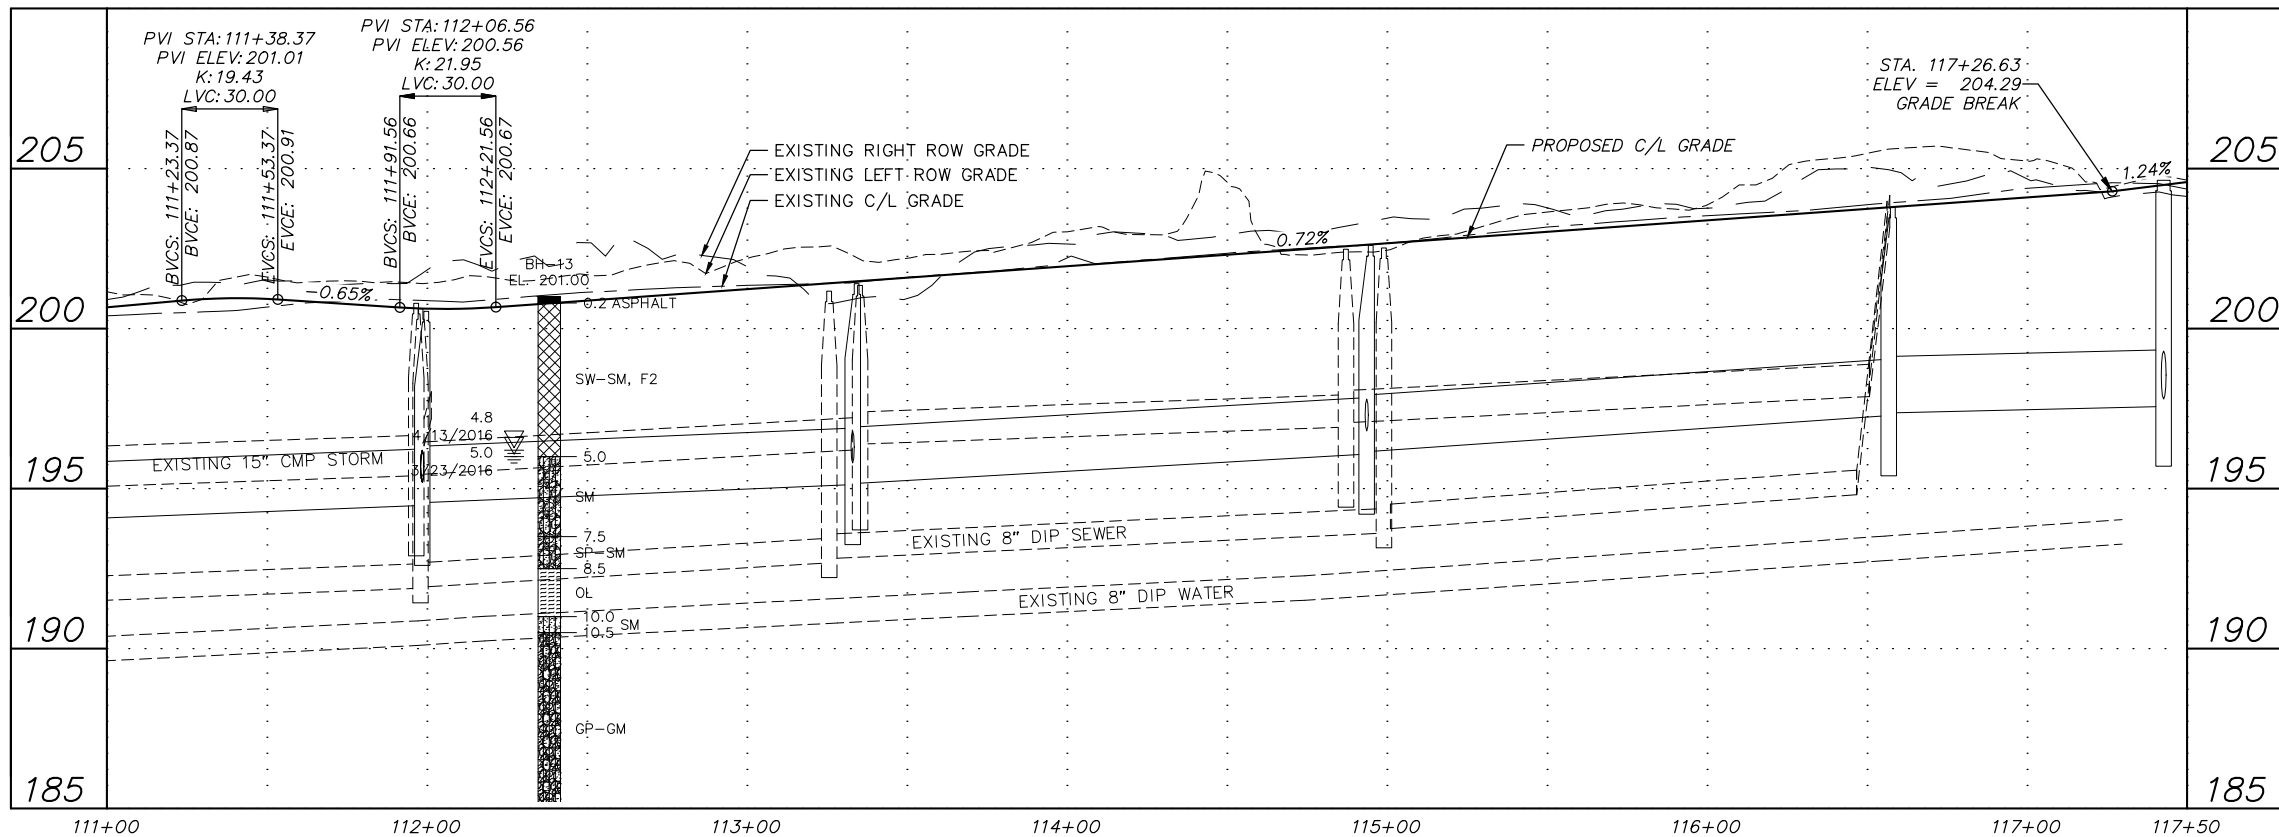 PVI STA: 111+38.37
PVI ELEV: 201.01
K: 19.43
LVC: 30.00
PVI STA: 112+06.56
PVI ELEV: 200.56
K: 21.95
LVC: 30.00
BVCS: 111+23.37
BVCE: 200.87
EVCS: 111+53.37
EVCE: 200.91
BVCS: 111+91.56
BVCE: 200.66
EVCS: 112+21.56
EVCE: 200.67
STA. 117+26.63
ELEV = 204.29
GRADE BREAK
EXISTING RIGHT ROW GRADE
EXISTING LEFT ROW GRADE
EXISTING C/L GRADE
PROPOSED C/L GRADE
1.24%
0.72%
-0.65%
BH-13
EL. 201.00
0.2 ASPHALT
SW-SM, F2
4.8
4/13/2016
5.0
3/23/2016
5.0
SM
7.5
SP-SM
8.5
OL
10.0
SM
10.5
GP-GM
EXISTING 15" CMP STORM
EXISTING 8" DIP SEWER
EXISTING 8" DIP WATER
205
200
195
190
185
205
200
195
190
185
111+00
112+00
113+00
114+00
115+00
116+00
117+00
117+50